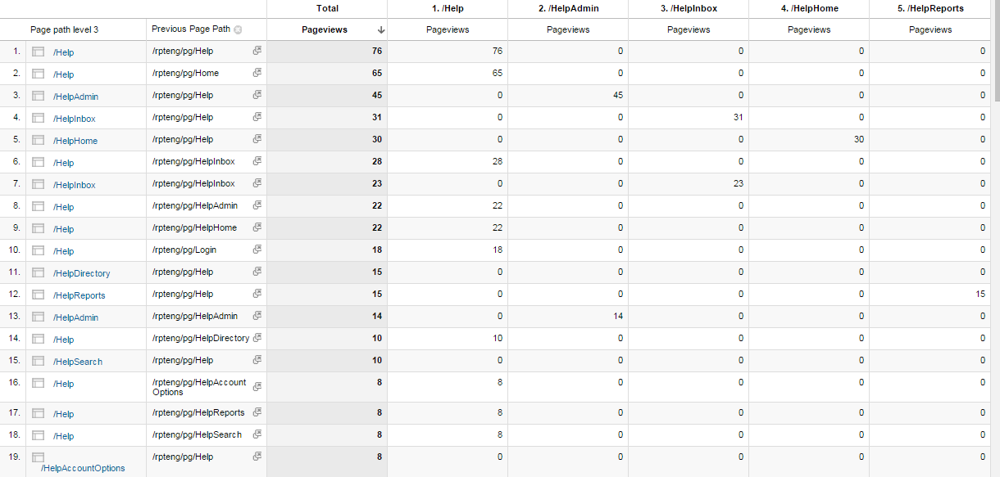 Total 1. /Help 2. /HelpAdmin 3. /HelpInbox 4. /HelpHome 5. /HelpReports
Page path level 3 Previous Page Path Pageviews Pageviews Pageviews Pageviews Pageviews Pageviews
1. /Help /rpteng/pg/Help 76 76 0 0 0 0
2. /Help /rpteng/pg/Home 65 65 0 0 0 0
3. /HelpAdmin /rpteng/pg/Help 45 0 45 0 0 0
4. /HelpInbox /rpteng/pg/Help 31 0 0 31 0 0
5. /HelpHome /rpteng/pg/Help 30 0 0 0 30 0
6. /Help /rpteng/pg/HelpInbox 28 28 0 0 0 0
7. /HelpInbox /rpteng/pg/HelpInbox 23 0 0 23 0 0
8. /Help /rpteng/pg/HelpAdmin 22 22 0 0 0 0
9. /Help /rpteng/pg/HelpHome 22 22 0 0 0 0
10. /Help /rpteng/pg/Login 18 18 0 0 0 0
11. /HelpDirectory /rpteng/pg/Help 15 0 0 0 0 0
12. /HelpReports /rpteng/pg/Help 15 0 0 0 0 15
13. /HelpAdmin /rpteng/pg/HelpAdmin 14 0 14 0 0 0
14. /Help /rpteng/pg/HelpDirectory 10 10 0 0 0 0
15. /HelpSearch /rpteng/pg/Help 10 0 0 0 0 0
16. /Help /rpteng/pg/HelpAccount 8 8 0 0 0 0
Options
17. /Help /rpteng/pg/HelpReports 8 8 0 0 0 0
18. /Help /rpteng/pg/HelpSearch 8 8 0 0 0 0
19. /rpteng/pg/Help 8 0 0 0 0 0
/HelpAccountOptions